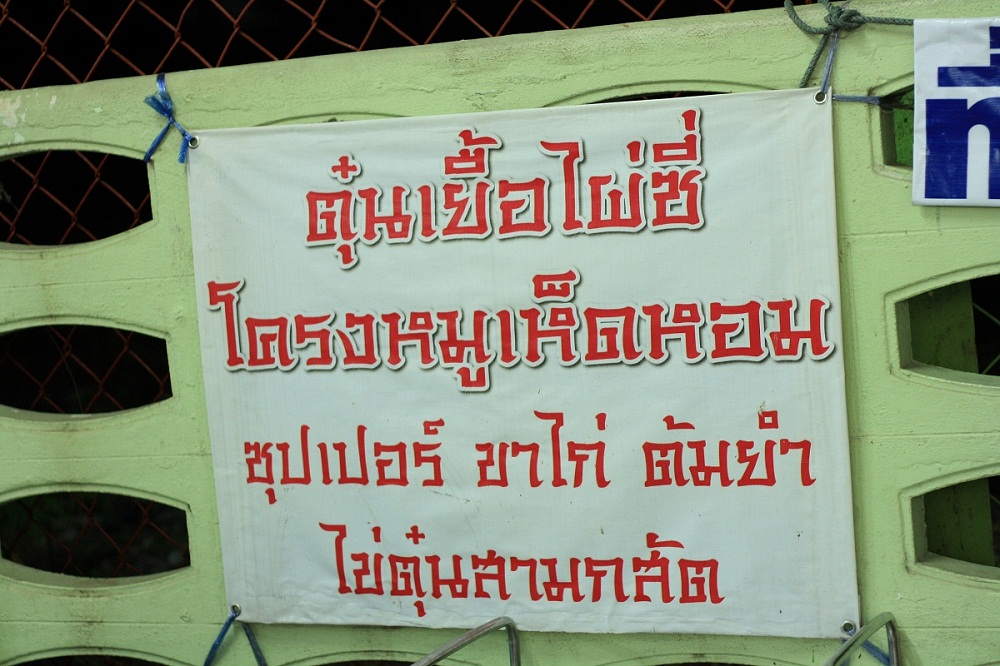 ตุ๋นเยื้อไผ่ซี่
โครงหมูเห็ดหอม
ซุปเปอร์ ขาไก่ ต้มยำ
ไข่ตุ๋นสามกสัด